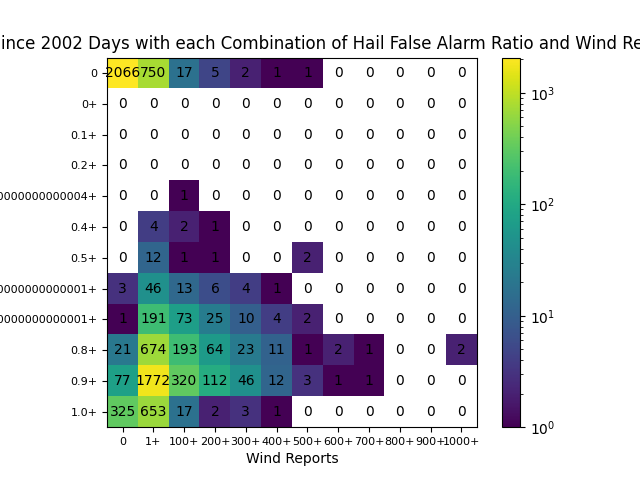 ince 2002 Days with each Combination of Hail False Alarm Ratio and Wind Re
0 2066 750 17 5 2 1 1 0 0 0 0 0
0+ 0 0 0 0 0 0 0 0 0 0 0 0
0.1+ 0 0 0 0 0 0 0 0 0 0 0 0
0.2+ 0 0 0 0 0 0 0 0 0 0 0 0
0000000000004+ 0 0 1 0 0 0 0 0 0 0 0 0
0.4+ 0 4 2 1 0 0 0 0 0 0 0 0
0.5+ 0 12 1 1 0 0 2 0 0 0 0 0
0000000000001+ 3 46 13 6 4 1 0 0 0 0 0 0
0000000000001+ 1 191 73 25 10 4 2 0 0 0 0 0
0.8+ 21 674 193 64 23 11 1 2 1 0 0 2
0.9+ 77 1772 320 112 46 12 3 1 1 0 0 0
1.0+ 325 653 17 2 3 1 0 0 0 0 0 0
0 1+ 100+ 200+ 300+ 400+ 500+ 600+ 700+ 800+ 900+ 1000+
Wind Reports
10³
10²
10¹
10⁰